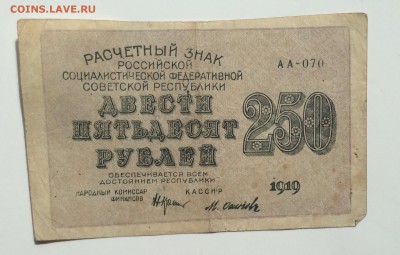 COINS.LAVE.RU
РАСЧЕТНЫЙ ЗНАК
РОССИЙСКОЙ
СОЦИАЛИСТИЧЕСКОЙ ФЕДЕРАТИВНОЙ
СОВЕТСКОЙ РЕСПУБЛИКИ
АА-070
ДВЕСТИ
ПЯТЬДЕСЯТ
РУБЛЕЙ
250
ОБЕСПЕЧИВАЕТСЯ ВСЕМ
ДОСТОЯНИЕМ РЕСПУБЛИКИ
НАРОДНЫЙ КОМИССАР
ФИНАНСОВ
КАССИР
1919